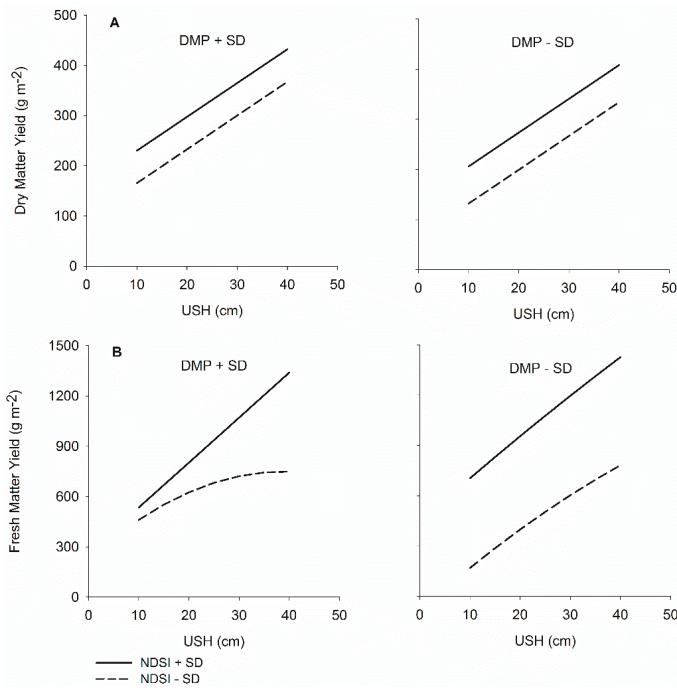 A
DMP + SD
DMP - SD
Dry Matter Yield (g m-2)
500
400
300
200
100
0
0 10 20 30 40 50
0 10 20 30 40 50
USH (cm)
USH (cm)
B
DMP + SD
DMP - SD
Fresh Matter Yield (g m-2)
1500
1200
900
600
300
0
0 10 20 30 40 50
0 10 20 30 40 50
USH (cm)
USH (cm)
NDSI + SD
NDSI - SD